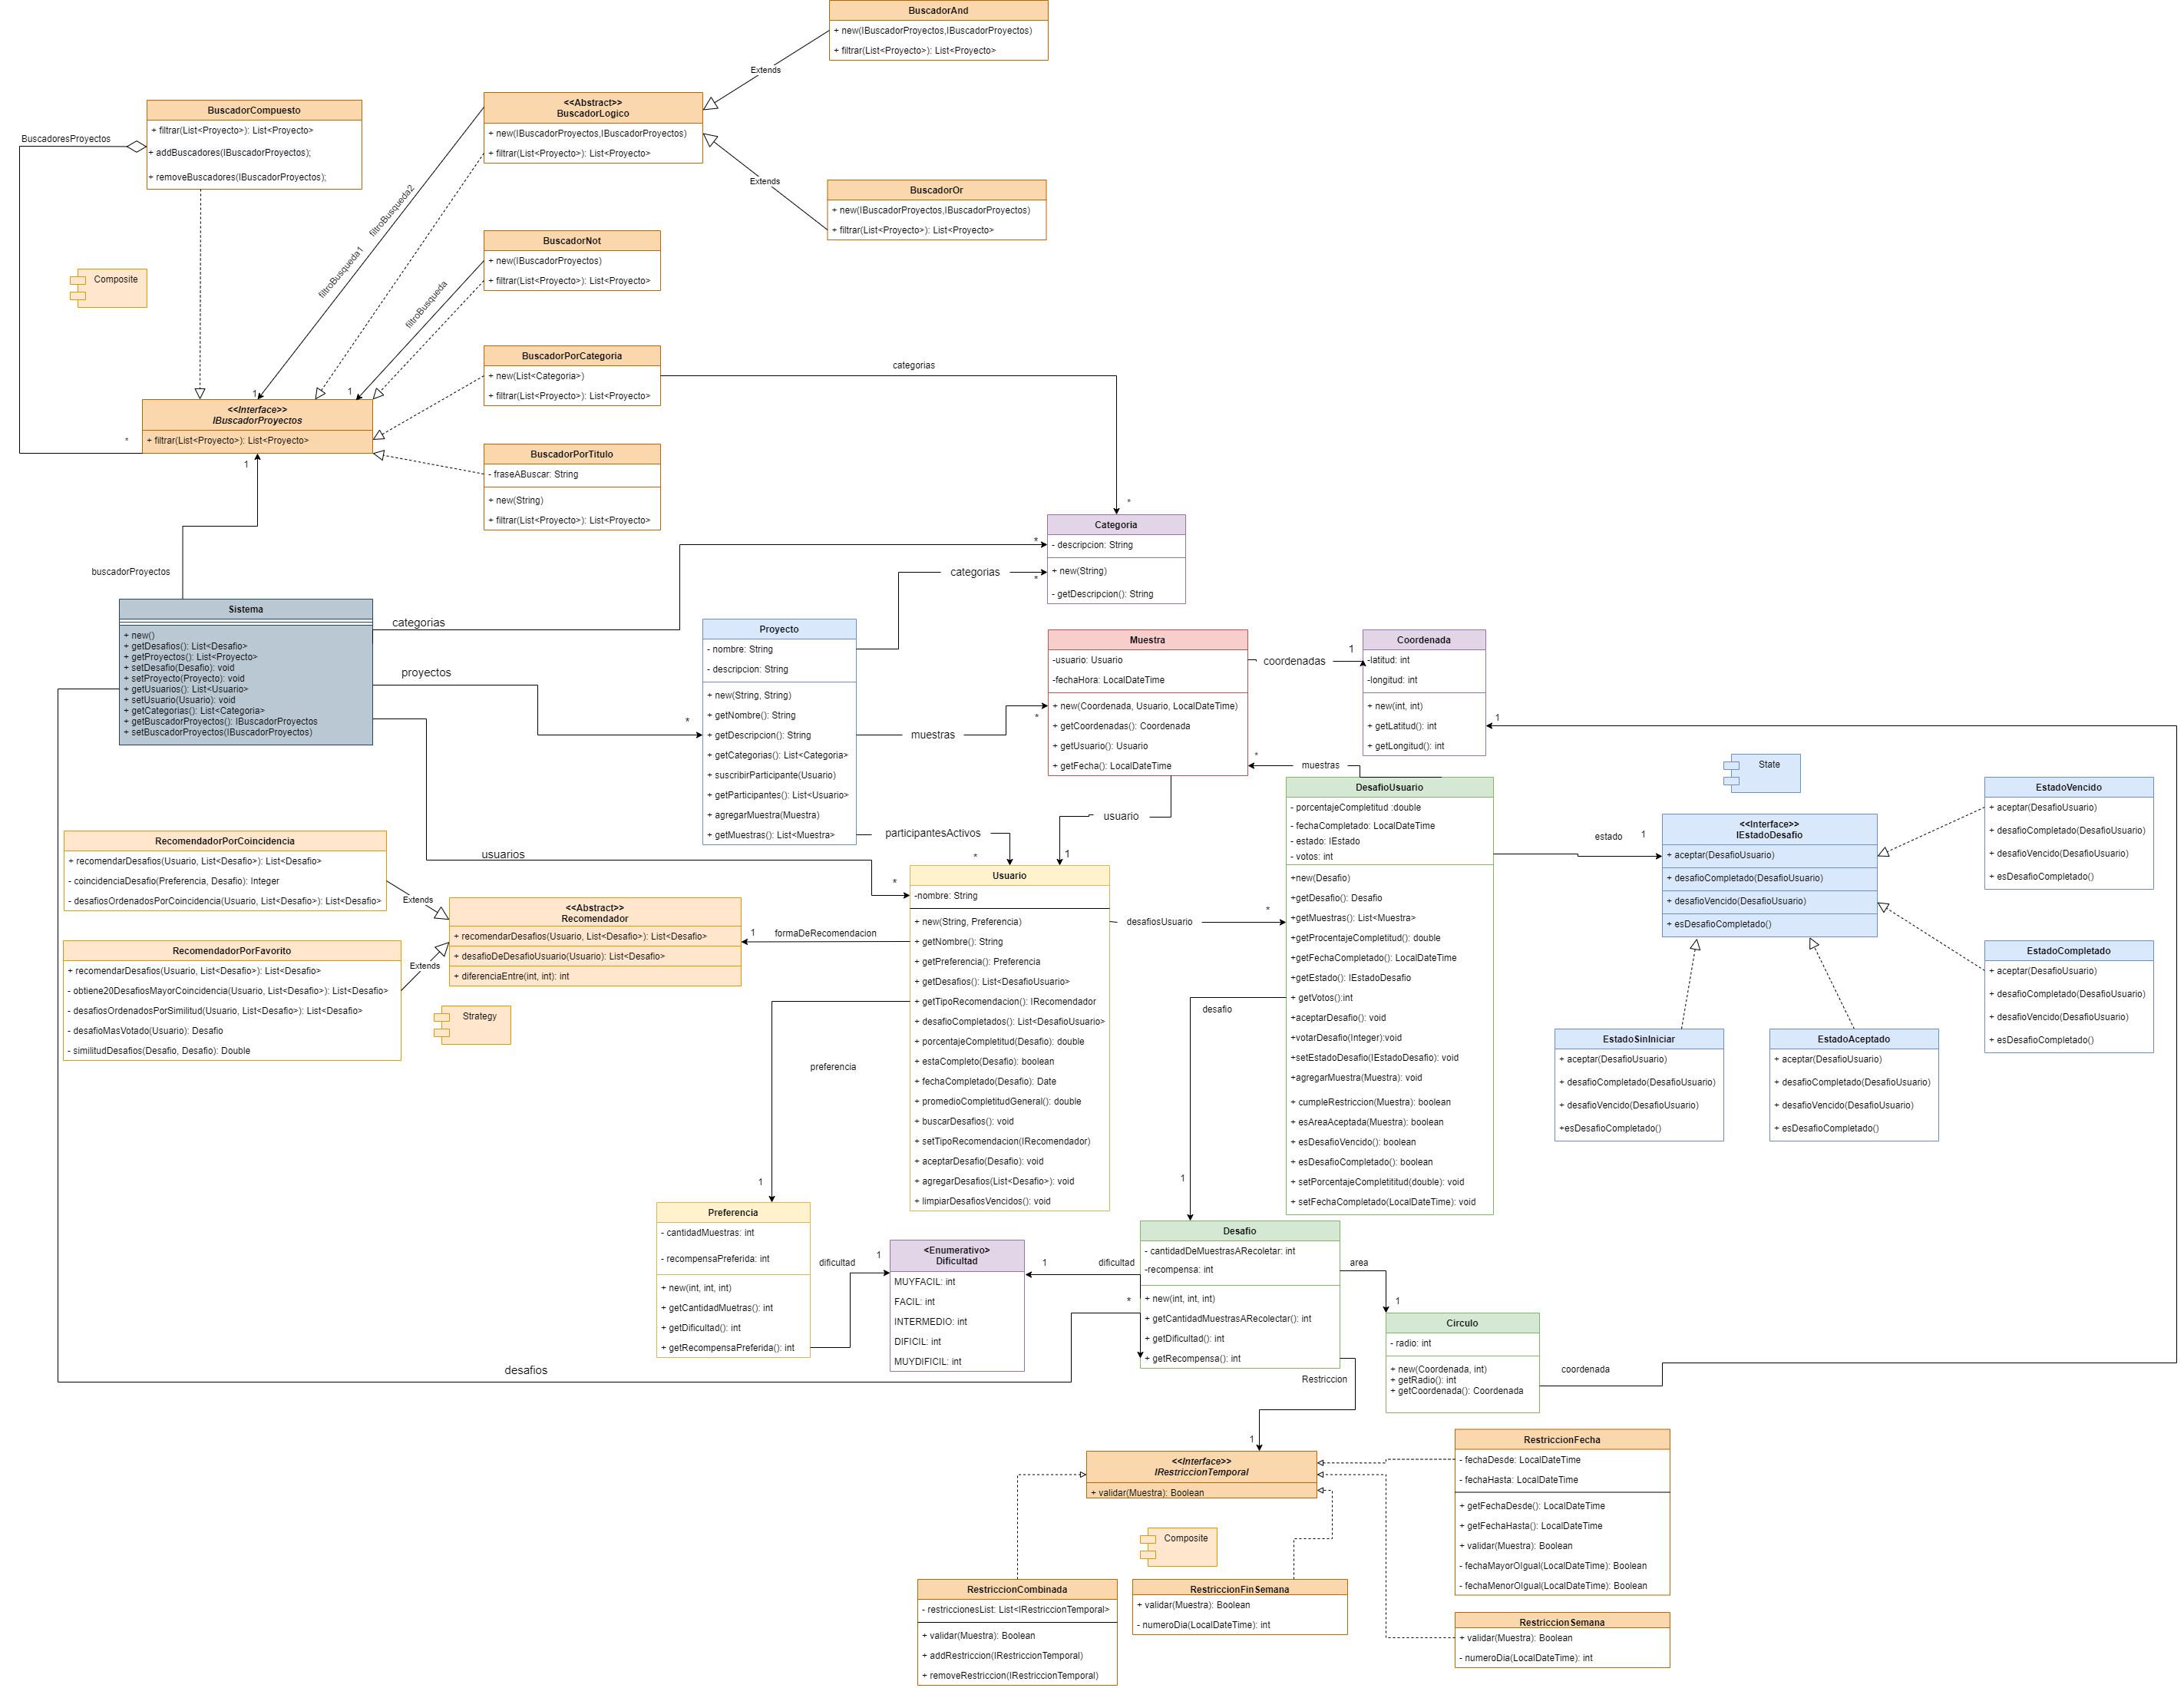 BuscadorAnd
+ new(IBuscadorProyectos,IBuscadorProyectos)
+ filtrar(List<Proyecto>): List<Proyecto>
Extends
BuscadorCompuesto
+ filtrar(List<Proyecto>): List<Proyecto>
+ addBuscadores(IBuscadorProyectos);
+ removeBuscadores(IBuscadorProyectos);
BuscadoresProyectos
<<Abstract>>
BuscadorLogico
+ new(IBuscadorProyectos,IBuscadorProyectos)
+ filtrar(List<Proyecto>): List<Proyecto>
Extends
BuscadorOr
+ new(IBuscadorProyectos,IBuscadorProyectos)
+ filtrar(List<Proyecto>): List<Proyecto>
filtroBusqueda2
filtroBusqueda1
BuscadorNot
+ new(IBuscadorProyectos)
+ filtrar(List<Proyecto>): List<Proyecto>
filtroBusqueda
Composite
BuscadorPorCategoria
+ new(List<Categoria>)
+ filtrar(List<Proyecto>): List<Proyecto>
categorias
*
1
1
<<Interface>>
IBuscadorProyectos
+ filtrar(List<Proyecto>): List<Proyecto>
*
1
BuscadorPorTitulo
- fraseABuscar: String
+ new(String)
+ filtrar(List<Proyecto>): List<Proyecto>
Categoria
- descripcion: String
+ new(String)
- getDescripcion(): String
buscadorProyectos
Sistema
+ new()
+ getDesafios(): List<Desafio>
+ getProyectos(): List<Proyecto>
+ setDesafio(Desafio): void
+ setProyecto(Proyecto): void
+ getUsuarios(): List<Usuario>
+ setUsuario(Usuario): void
+ getCategorias(): List<Categoria>
+ getBuscadorProyectos(): IBuscadorProyectos
+ setBuscadorProyectos(IBuscadorProyectos)
categorias
*
proyectos
*
usuarios
*
Proyecto
- nombre: String
- descripcion: String
+ new(String, String)
+ getNombre(): String
+ getDescripcion(): String
+ getCategorias(): List<Categoria>
+ suscribirParticipante(Usuario)
+ getParticipantes(): List<Usuario>
+ agregarMuestra(Muestra)
+ getMuestras(): List<Muestra>
categorias
*
muestras
*
participantesActivos
*
Muestra
-usuario: Usuario
-fechaHora: LocalDateTime
+ new(Coordenada, Usuario, LocalDateTime)
+ getCoordenadas(): Coordenada
+ getUsuario(): Usuario
+ getFecha(): LocalDateTime
coordenadas
1
Coordenada
-latitud: int
-longitud: int
+ new(int, int)
+ getLatitud(): int
+ getLongitud(): int
1
*
muestras
usuario
1
DesafioUsuario
- porcentajeCompletitud :double
- fechaCompletado: LocalDateTime
- estado: IEstado
- votos: int
+new(Desafio)
+getDesafio(): Desafio
+getMuestras(): List<Muestra>
+getProcentajeCompletitud(): double
+getFechaCompletado(): LocalDateTime
+getEstado(): IEstadoDesafio
+ getVotos():int
+aceptarDesafio(): void
+votarDesafio(Integer):void
+setEstadoDesafio(IEstadoDesafio): void
+agregarMuestra(Muestra): void
+ cumpleRestriccion(Muestra): boolean
+ esAreaAceptada(Muestra): boolean
+ esDesafioVencido(): boolean
+ esDesafioCompletado(): boolean
+ setPorcentajeCompletititud(double): void
+ setFechaCompletado(LocalDateTime): void
estado
1
State
<<Interface>>
IEstadoDesafio
+ aceptar(DesafioUsuario)
+ desafioCompletado(DesafioUsuario)
+ desafioVencido(DesafioUsuario)
+ esDesafioCompletado()
EstadoVencido
+ aceptar(DesafioUsuario)
+ desafioCompletado(DesafioUsuario)
+ desafioVencido(DesafioUsuario)
+ esDesafioCompletado()
EstadoCompletado
+ aceptar(DesafioUsuario)
+ desafioCompletado(DesafioUsuario)
+ desafioVencido(DesafioUsuario)
+ esDesafioCompletado()
EstadoSinIniciar
+ aceptar(DesafioUsuario)
+ desafioCompletado(DesafioUsuario)
+ desafioVencido(DesafioUsuario)
+esDesafioCompletado()
EstadoAceptado
+ aceptar(DesafioUsuario)
+ desafioCompletado(DesafioUsuario)
+ desafioVencido(DesafioUsuario)
+ esDesafioCompletado()
RecomendadorPorCoincidencia
+ recomendarDesafios(Usuario, List<Desafio>): List<Desafio>
- coincidenciaDesafio(Preferencia, Desafio): Integer
- desafiosOrdenadosPorCoincidencia(Usuario, List<Desafio>): List<Desafio>
Extends
<<Abstract>>
Recomendador
+ recomendarDesafios(Usuario, List<Desafio>): List<Desafio>
+ desafioDeDesafioUsuario(Usuario): List<Desafio>
+ diferenciaEntre(int, int): int
1
formaDeRecomendacion
RecomendadorPorFavorito
+ recomendarDesafios(Usuario, List<Desafio>): List<Desafio>
- obtiene20DesafiosMayorCoincidencia(Usuario, List<Desafio>): List<Desafio>
- desafiosOrdenadosPorSimilitud(Usuario, List<Desafio>): List<Desafio>
- desafioMasVotado(Usuario): Desafio
- similitudDesafios(Desafio, Desafio): Double
Extends
Strategy
Usuario
-nombre: String
+ new(String, Preferencia)
+ getNombre(): String
+ getPreferencia(): Preferencia
+ getDesafios(): List<DesafioUsuario>
+ getTipoRecomendacion(): IRecomendador
+ desafioCompletados(): List<DesafioUsuario>
+ porcentajeCompletitud(Desafio): double
+ estaCompleto(Desafio): boolean
+ fechaCompletado(Desafio): Date
+ promedioCompletitudGeneral(): double
+ buscarDesafios(): void
+ setTipoRecomendacion(IRecomendador)
+ aceptarDesafio(Desafio): void
+ agregarDesafios(List<Desafio>): void
+ limpiarDesafiosVencidos(): void
desafiosUsuario
*
desafio
1
preferencia
1
Preferencia
- cantidadMuestras: int
- recompensaPreferida: int
+ new(int, int, int)
+ getCantidadMuetras(): int
+ getDificultad(): int
+ getRecompensaPreferida(): int
dificultad
1
<Enumerativo>
Dificultad
MUYFACIL: int
FACIL: int
INTERMEDIO: int
DIFICIL: int
MUYDIFICIL: int
1
dificultad
*
desafios
Desafio
- cantidadDeMuestrasARecoletar: int
-recompensa: int
+ new(int, int, int)
+ getCantidadMuestrasARecolectar(): int
+ getDificultad(): int
+ getRecompensa(): int
area
1
Circulo
- radio: int
+ new(Coordenada, int)
+ getRadio(): int
+ getCoordenada(): Coordenada
coordenada
Restriccion
1
<<Interface>>
IRestriccionTemporal
+ validar(Muestra): Boolean
Composite
RestriccionFecha
- fechaDesde: LocalDateTime
- fechaHasta: LocalDateTime
+ getFechaDesde(): LocalDateTime
+ getFechaHasta(): LocalDateTime
+ validar(Muestra): Boolean
- fechaMayorOIgual(LocalDateTime): Boolean
- fechaMenorOIgual(LocalDateTime): Boolean
RestriccionCombinada
- restriccionesList: List<IRestriccionTemporal>
+ validar(Muestra): Boolean
+ addRestriccion(IRestriccionTemporal)
+ removeRestriccion(IRestriccionTemporal)
RestriccionFinSemana
+ validar(Muestra): Boolean
- numeroDia(LocalDateTime): int
RestriccionSemana
+ validar(Muestra): Boolean
- numeroDia(LocalDateTime): int